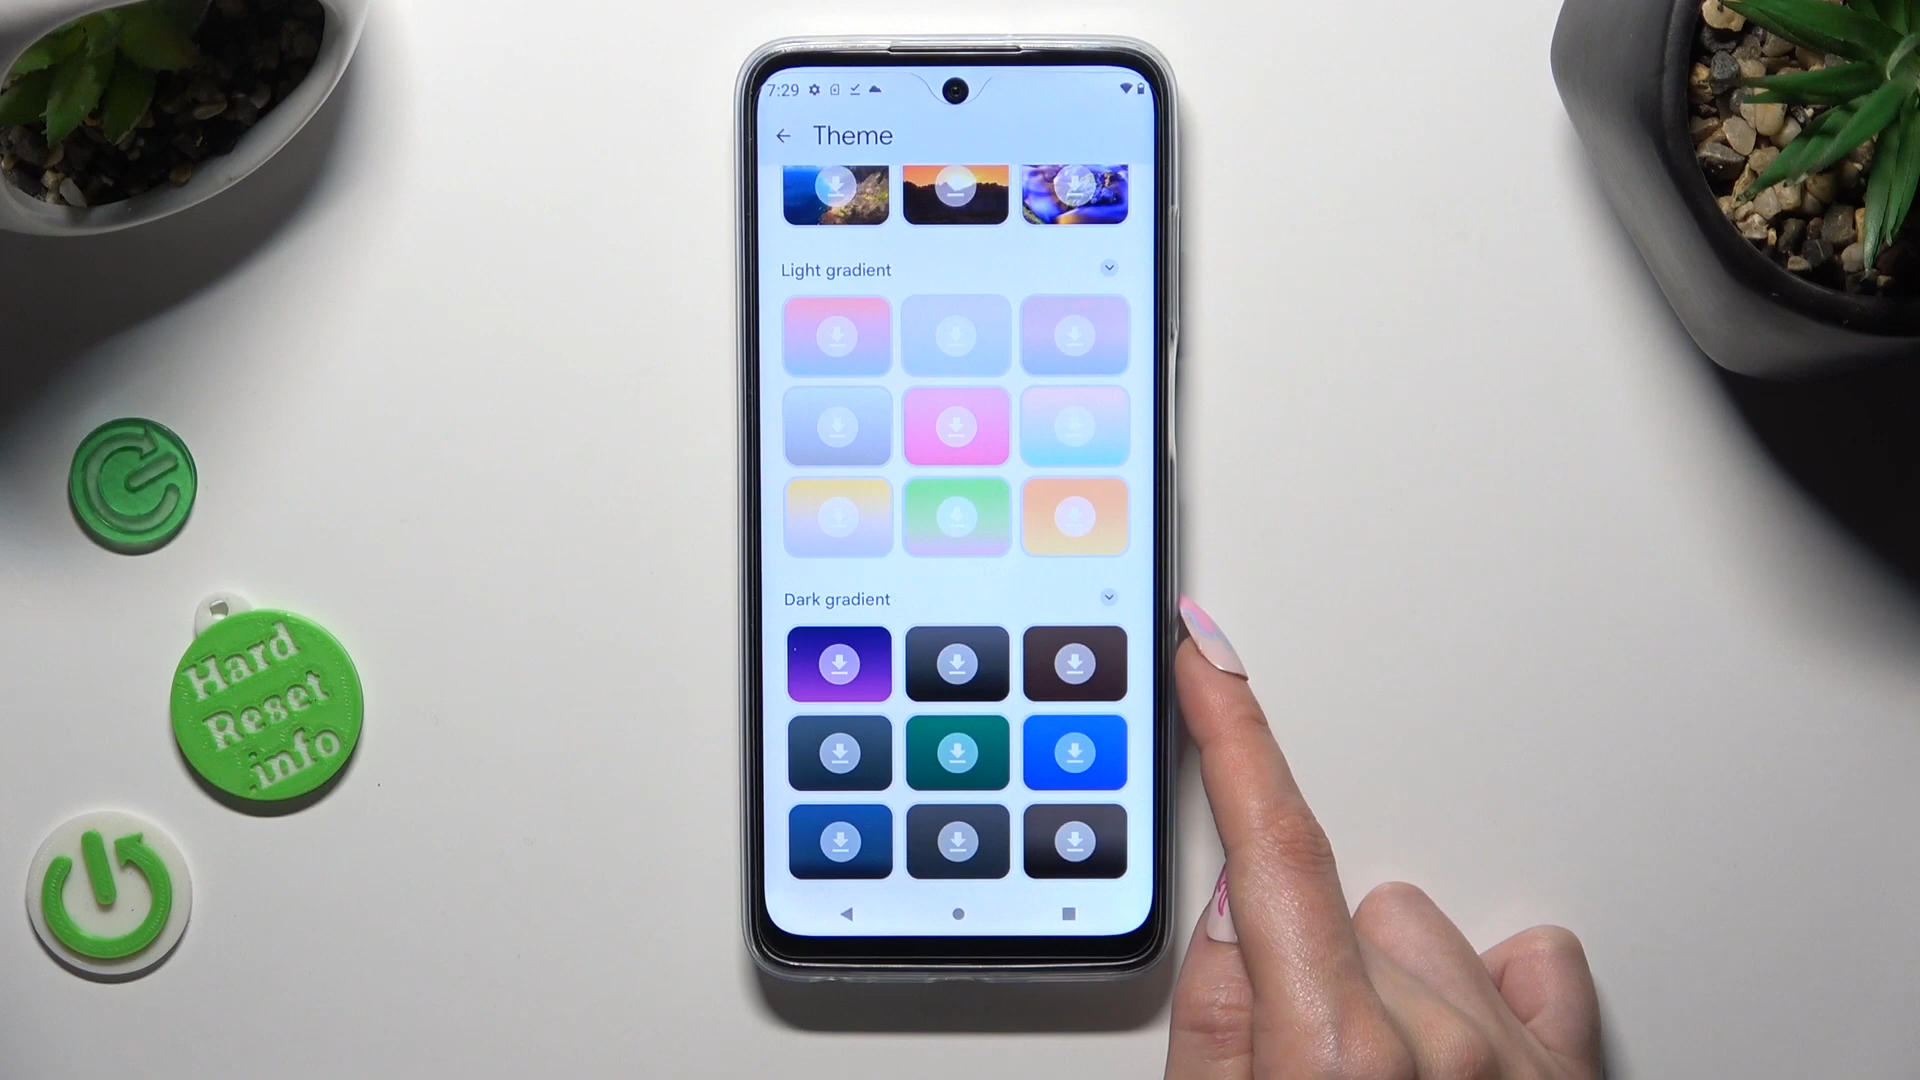 7:29
Theme
Light gradient
Dark gradient
Hard
Reset
.info